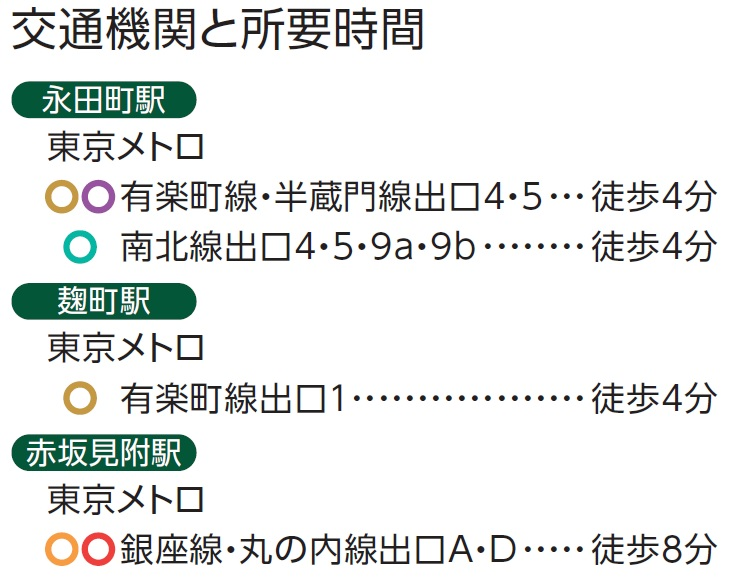 交通機関と所要時間
永田町駅
東京メトロ
有楽町線・半蔵門線出口4・5…徒歩4分
南北線出口4・5・9a・9b………徒歩4分
麹町駅
東京メトロ
有楽町線出口1………………徒歩4分
赤坂見附駅
東京メトロ
銀座線・丸の内線出口A・D……徒歩8分